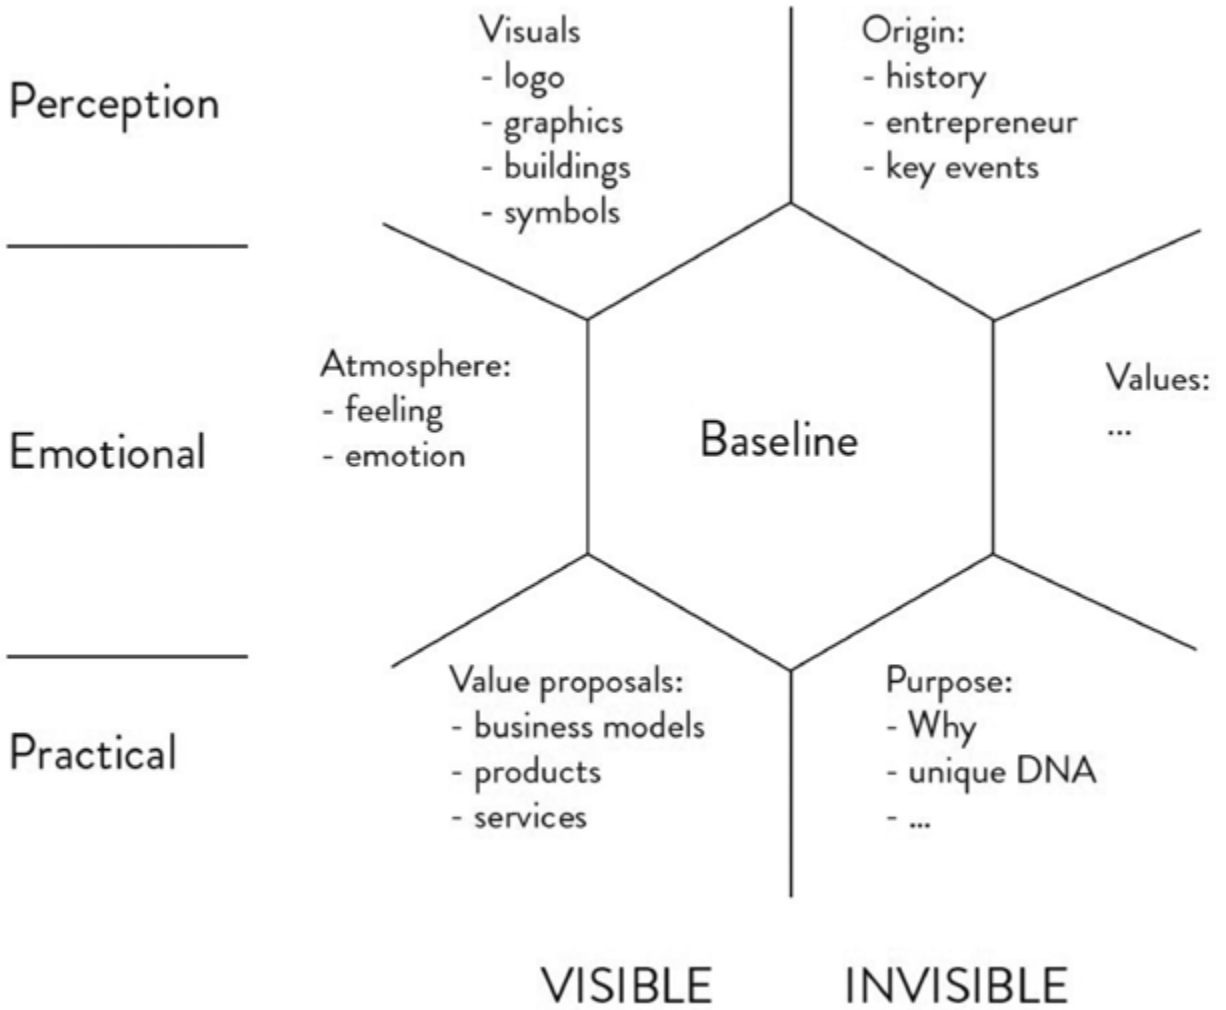 Perception
Visuals
- logo
- graphics
- buildings
- symbols
Origin:
- history
- entrepreneur
- key events
Emotional
Atmosphere:
- feeling
- emotion
Baseline
Values:
...
Practical
Value proposals:
- business models
- products
- services
Purpose:
- Why
- unique DNA
- ...
VISIBLE
INVISIBLE